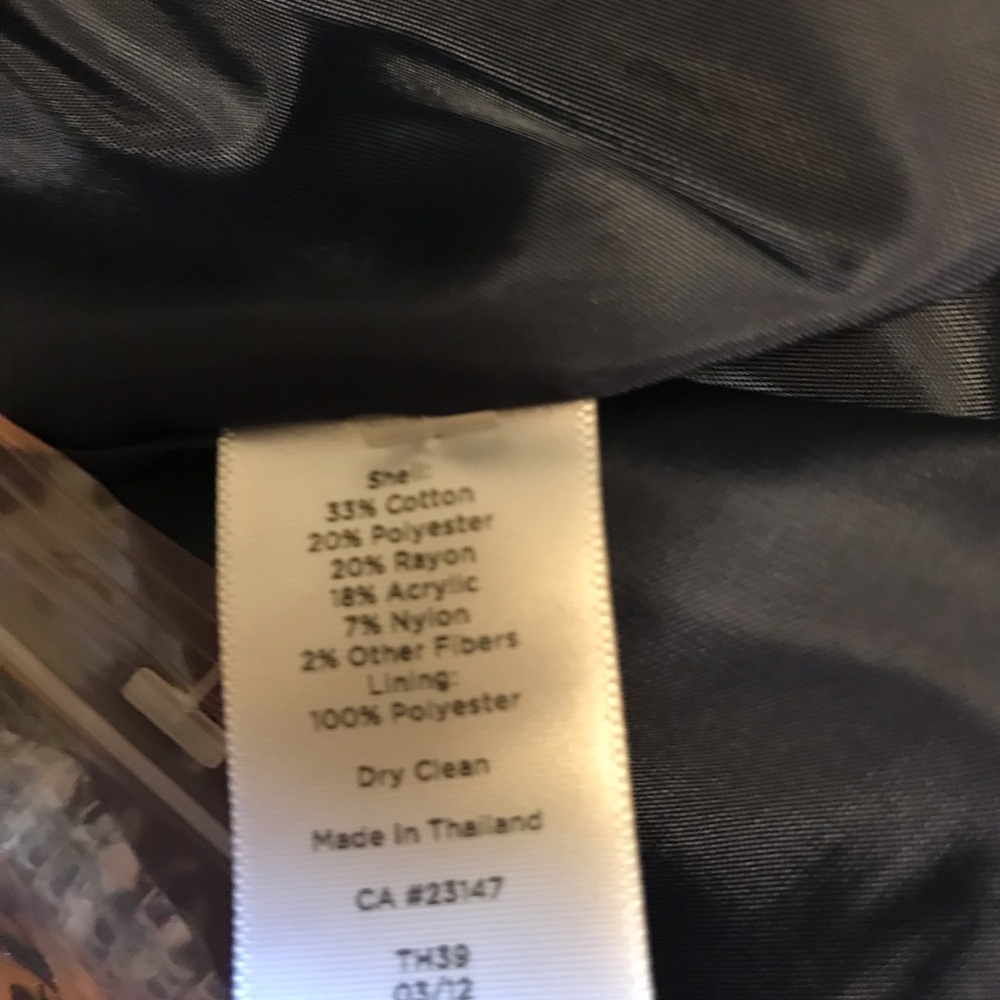 Shell:
33% Cotton
20% Polyester
20% Rayon
18% Acrylic
7% Nylon
2% Other Fibers
Lining:
100% Polyester
Dry Clean
Made In Thailand
CA #23147
TH39
03/12